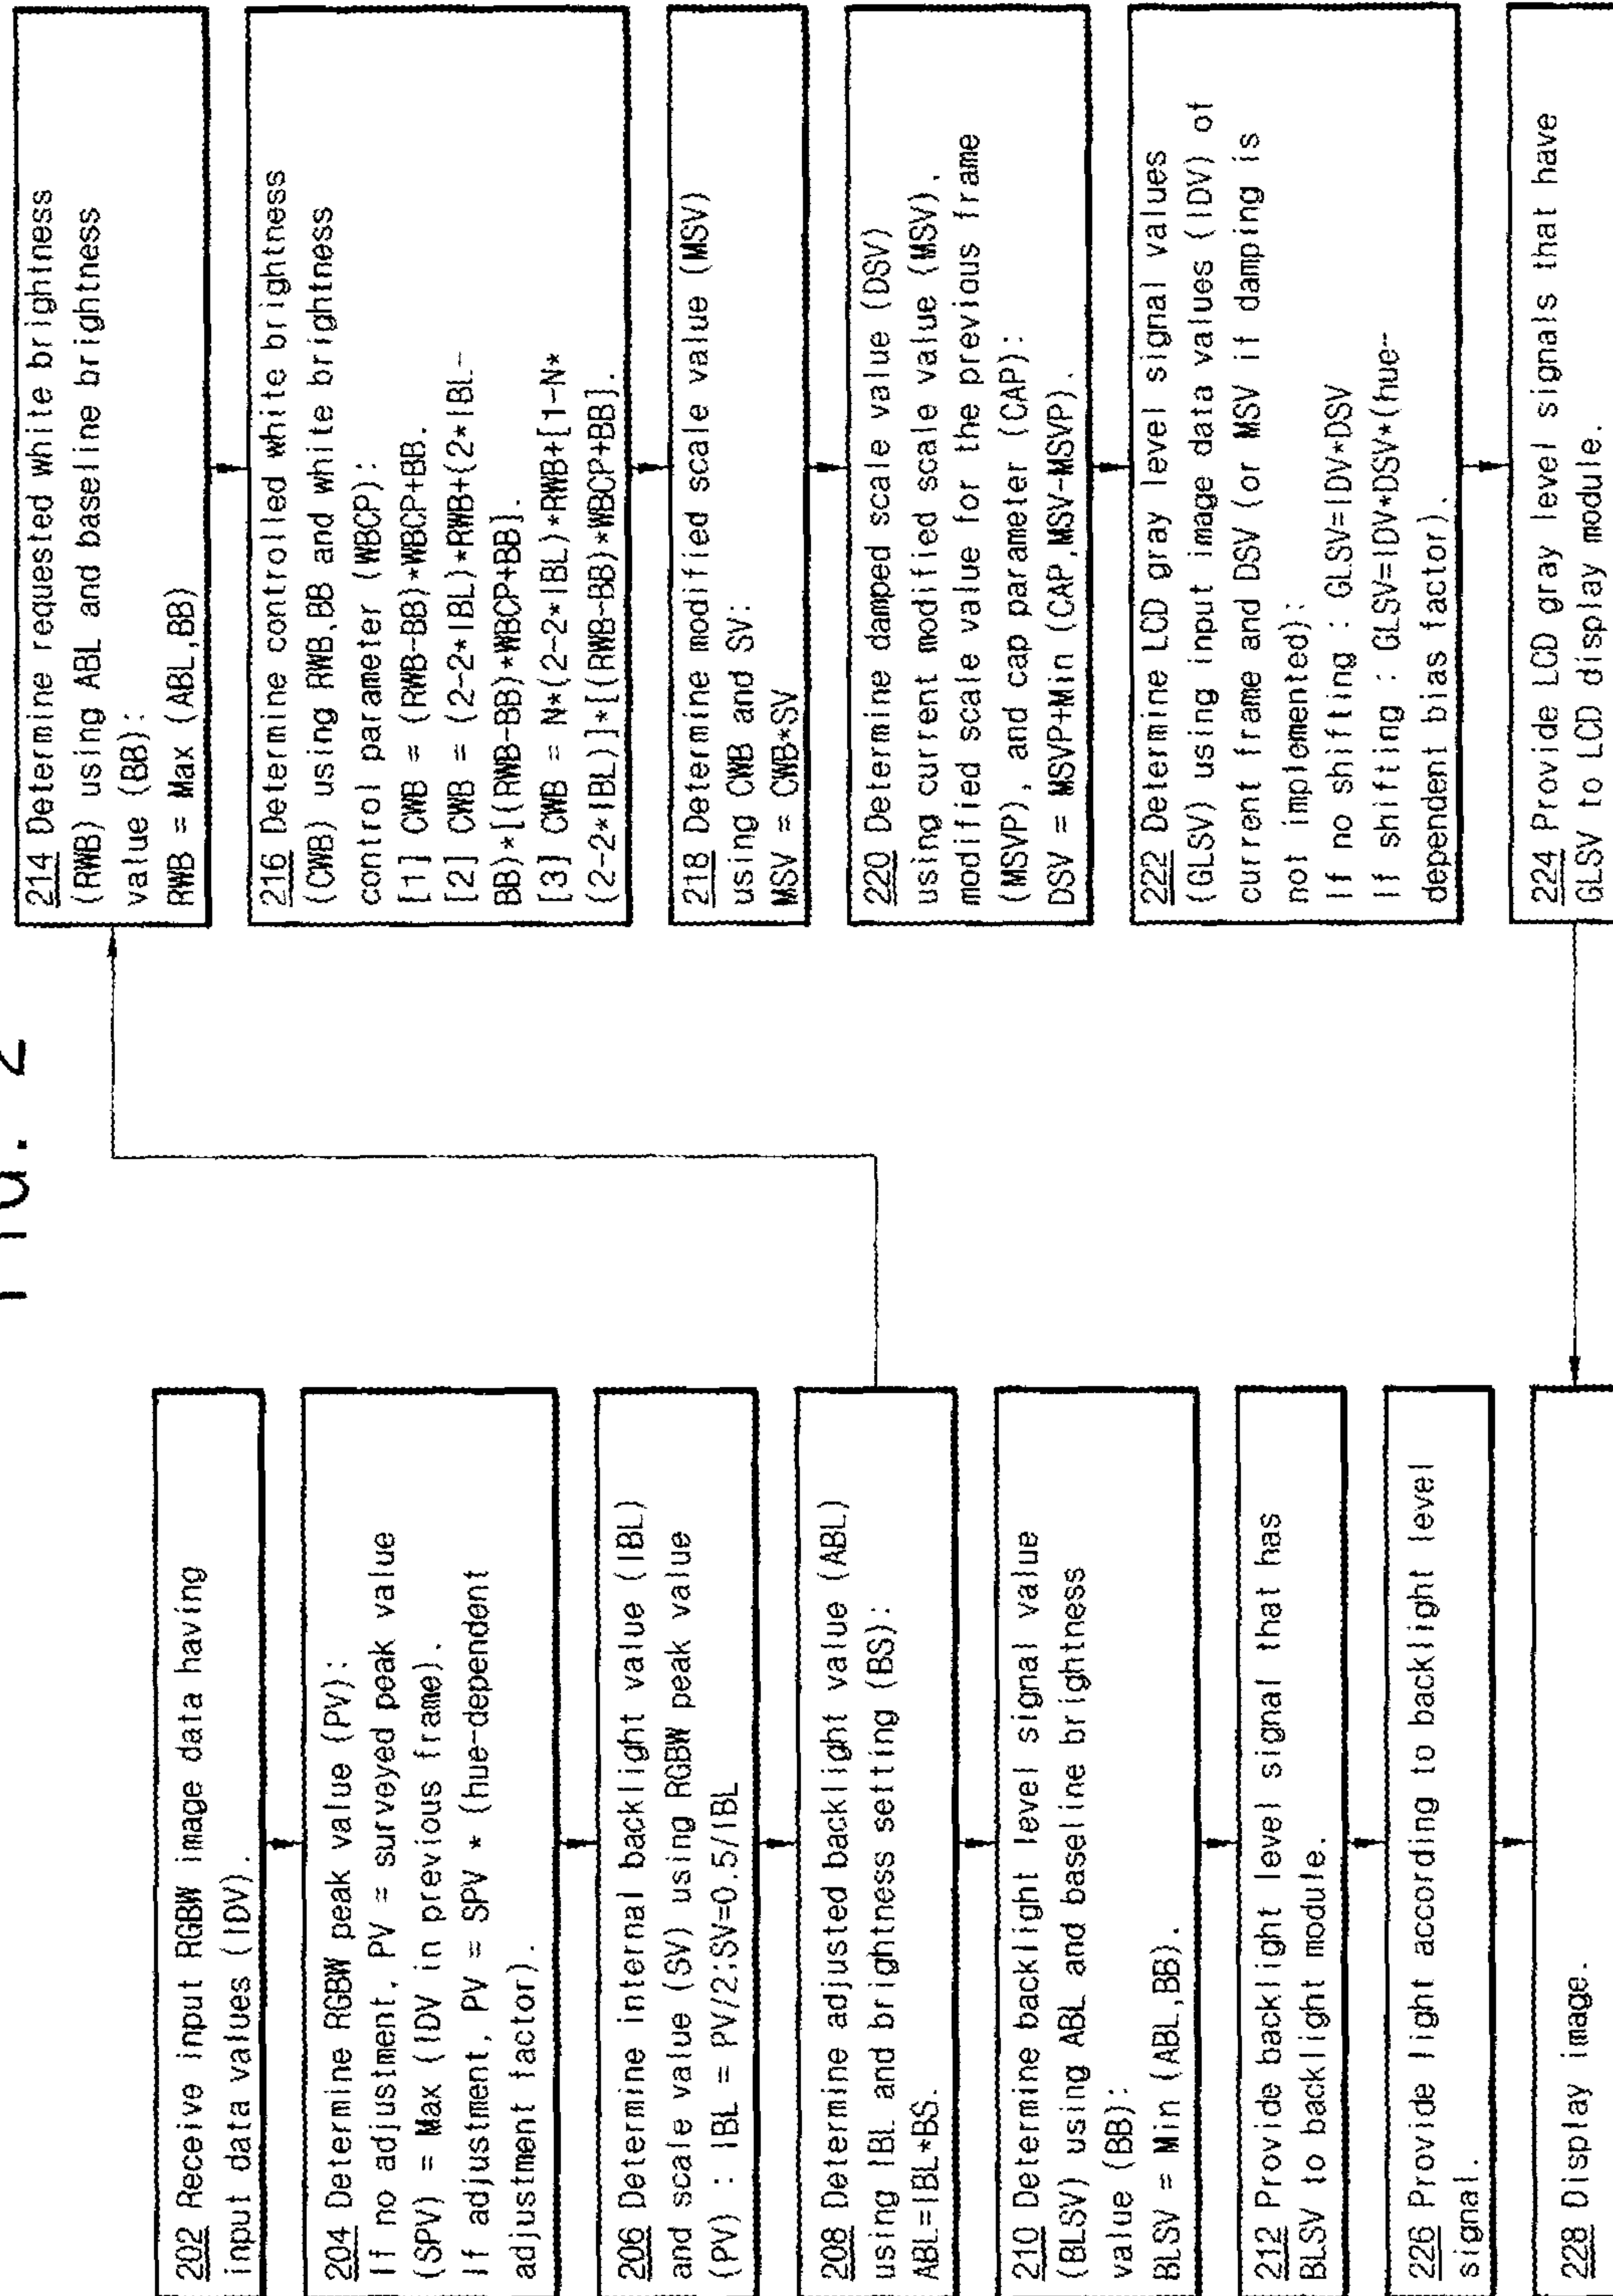 FIG. 2
202 Receive input RGBW image data having
input data values (IDV).
204 Determine RGBW peak value (PV):
If no adjustment, PV = surveyed peak value
(SPV) = Max (IDV in previous frame).
If adjustment, PV = SPV * (hue-dependent
adjustment factor).
206 Determine internal backlight value (IBL)
and scale value (SV) using RGBW peak value
(PV) : IBL = PV/2;SV=0.5/IBL
208 Determine adjusted backlight value (ABL)
using IBL and brightness setting (BS):
ABL=IBL*BS.
210 Determine backlight level signal value
(BLSV) using ABL and baseline brightness
value (BB):
BLSV = Min (ABL,BB).
212 Provide backlight level signal that has
BLSV to backlight module.
226 Provide light according to backlight level
signal.
228 Display image.
214 Determine requested white brightness
(RWB) using ABL and baseline brightness
value (BB):
RWB = Max (ABL,BB)
216 Determine controlled white brightness
(CWB) using RWB,BB and white brightness
control parameter (WBCP):
[1] CWB = (RWB-BB)*WBCP+BB.
[2] CWB = (2-2*IBL)*RWB+(2*IBL-
BB)*[(RWB-BB)*WBCP+BB].
[3] CWB = N*(2-2*IBL)*RWB+[1-N*
(2-2*IBL)]*[(RWB-BB)*WBCP+BB].
218 Determine modified scale value (MSV)
using CWB and SV:
MSV = CWB*SV
220 Determine damped scale value (DSV)
using current modified scale value (MSV),
modified scale value for the previous frame
(MSVP), and cap parameter (CAP):
DSV = MSVP+Min (CAP,MSV-MSVP).
222 Determine LCD gray level signal values
(GLSV) using input image data values (IDV) of
current frame and DSV (or MSV if damping is
not implemented):
If no shifting : GLSV=IDV*DSV
If shifting : GLSV=IDV*DSV*(hue-
dependent bias factor).
224 Provide LCD gray level signals that have
GLSV to LCD display module.